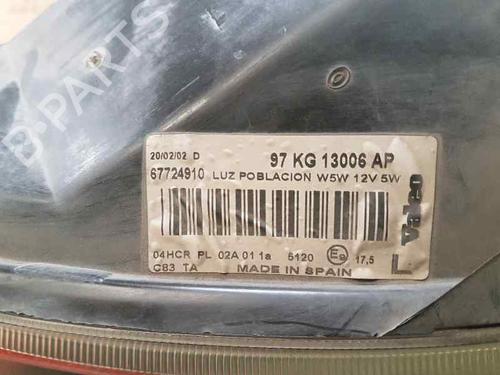 B-PARTS
20/02/02 D 97 KG 13006 AP
67724910 LUZ POBLACION W5W 12V 5W
Valeo
04HCR PL 02A 01 1a 5120 E9 17,5 L
C83 TA MADE IN SPAIN